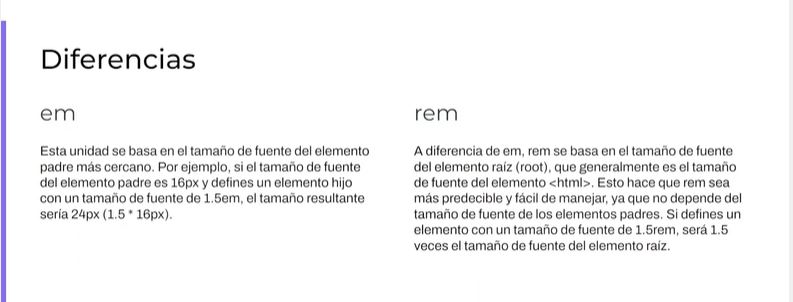 Diferencias
em
Esta unidad se basa en el tamaño de fuente del elemento
padre más cercano. Por ejemplo, si el tamaño de fuente
del elemento padre es 16px y defines un elemento hijo
con un tamaño de fuente de 1.5em, el tamaño resultante
sería 24px (1.5 * 16px).
rem
A diferencia de em, rem se basa en el tamaño de fuente
del elemento raíz (root), que generalmente es el tamaño
de fuente del elemento <html>. Esto hace que rem sea
más predecible y fácil de manejar, ya que no depende del
tamaño de fuente de los elementos padres. Si defines un
elemento con un tamaño de fuente de 1.5rem, será 1.5
veces el tamaño de fuente del elemento raíz.